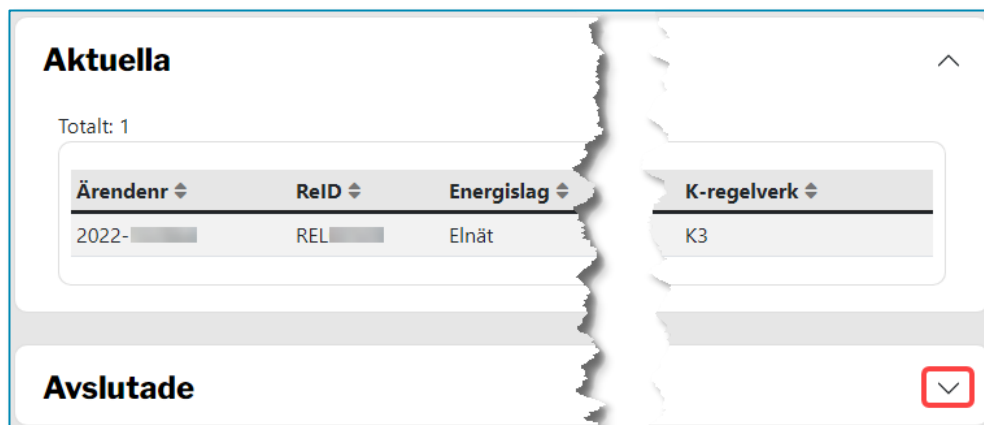 Aktuella
Totalt: 1
Ärendenr ReID Energislag K-regelverk
2022- REL Elnät K3
Avslutade